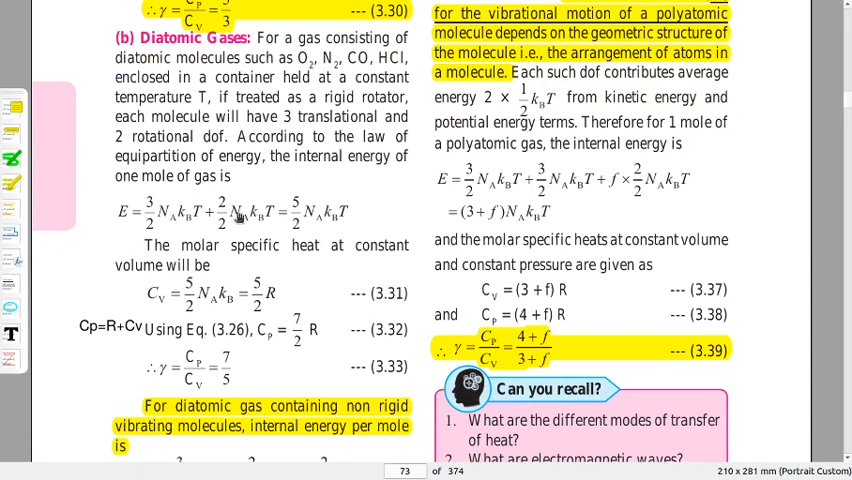 ∴ γ = C_P/C_V = 5/3 --- (3.30)
(b) Diatomic Gases: For a gas consisting of
diatomic molecules such as O₂, N₂, CO, HCl,
enclosed in a container held at a constant
temperature T, if treated as a rigid rotator,
each molecule will have 3 translational and
2 rotational dof. According to the law of
equipartition of energy, the internal energy of
one mole of gas is
E = 3/2 N_A k_B T + 2/2 N_A k_B T = 5/2 N_A k_B T
The molar specific heat at constant
volume will be
C_V = 5/2 N_A k_B = 5/2 R --- (3.31)
Cp=R+Cv Using Eq. (3.26), C_P = 7/2 R --- (3.32)
∴ γ = C_P/C_V = 7/5 --- (3.33)
For diatomic gas containing non rigid
vibrating molecules, internal energy per mole
is
for the vibrational motion of a polyatomic
molecule depends on the geometric structure of
the molecule i.e., the arrangement of atoms in
a molecule. Each such dof contributes average
energy 2 × 1/2 k_B T from kinetic energy and
potential energy terms. Therefore for 1 mole of
a polyatomic gas, the internal energy is
E = 3/2 N_A k_B T + 3/2 N_A k_B T + f × 2/2 N_A k_B T
= (3 + f) N_A k_B T
and the molar specific heats at constant volume
and constant pressure are given as
C_V = (3 + f) R --- (3.37)
and C_P = (4 + f) R --- (3.38)
∴ γ = C_P/C_V = 4 + f/3 + f --- (3.39)
Can you recall?
1. What are the different modes of transfer
of heat?
2. What are electromagnetic waves?
T
73 of 374
210 x 281 mm (Portrait Custom)